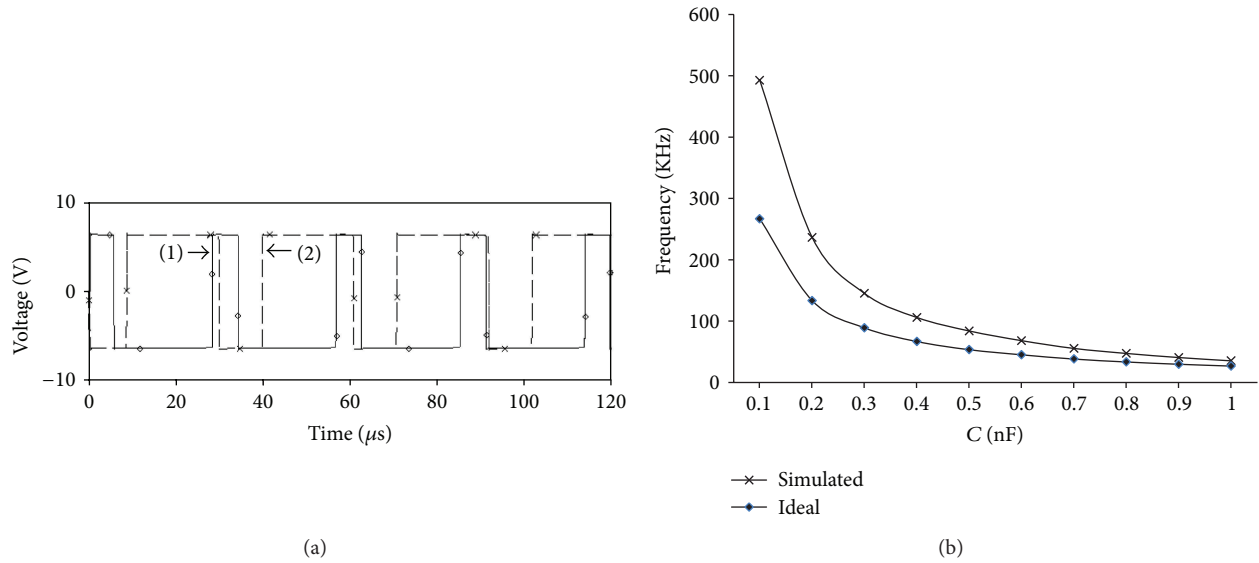 10
0
−10
Voltage (V)
(1)
(2)
0 20 40 60 80 100 120
Time (μs)
(a)
600
500
400
300
200
100
0
Frequency (KHz)
0.1 0.2 0.3 0.4 0.5 0.6 0.7 0.8 0.9 1
C (nF)
Simulated
Ideal
(b)